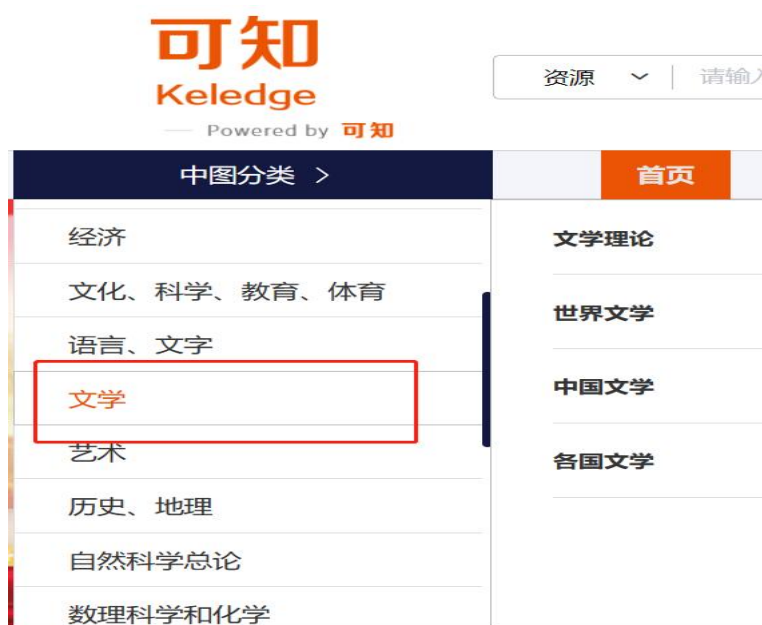 可知
Keledge
Powered by 可知
资源 请输
中图分类 >
首页
经济
文化、科学、教育、体育
语言、文字
文学
艺术
历史、地理
自然科学总论
数理科学和化学
文学理论
世界文学
中国文学
各国文学